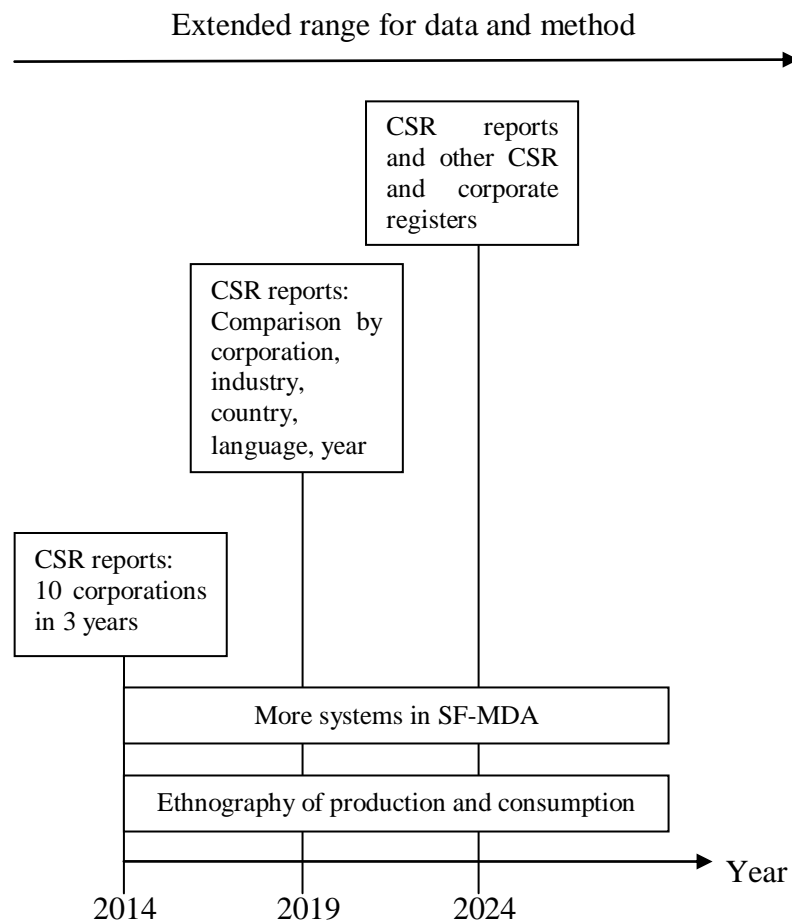 Extended range for data and method
CSR reports
and other CSR
and corporate
registers
CSR reports:
Comparison by
corporation,
industry,
country,
language, year
CSR reports:
10 corporations
in 3 years
More systems in SF-MDA
Ethnography of production and consumption
Year
2014 2019 2024